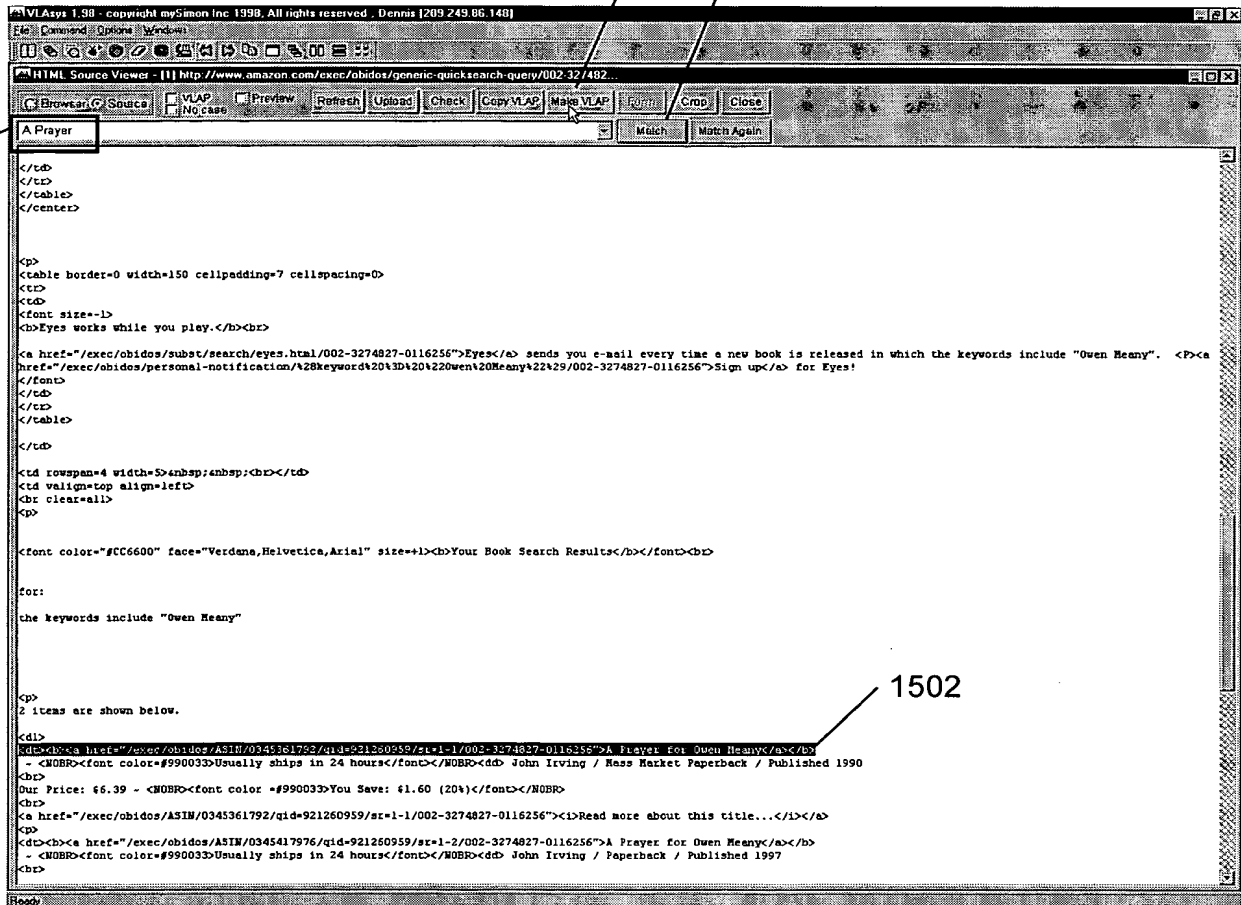 VLAsys 1.98 - copyright mySimon Inc 1998, All rights reserved , Dennis [209 249.86.148]
File Command Options Windows
HTML Source Viewer - [1] http://www.amazon.com/exec/obidos/generic-quicksearch-query/002-327482...
Browser Source VLAP No case Preview Refresh Upload Check Copy VLAP Make VLAP Form Crop Close
A Prayer Match Match Again
</td>
</tr>
</table>
</center>
<p>
<table border=0 width=150 cellpadding=7 cellspacing=0>
<tr>
<td>
<font size=-1>
<b>Eyes works while you play.</b><br>
<a href="/exec/obidos/subst/search/eyes.html/002-3274827-0116256">Eyes</a> sends you e-mail every time a new book is released in which the keywords include "Owen Meany". <P><a
href="/exec/obidos/personal-notification/%28keyword%20%3D%20%22Owen%20Meany%22%29/002-3274827-0116256">Sign up</a> for Eyes!
</font>
</td>
</tr>
</table>
</td>
<td rowspan=4 width=5>&nbsp;&nbsp;<br></td>
<td valign=top align=left>
<br clear=all>
<p>
<font color="#CC6600" face="Verdana,Helvetica,Arial" size=+1><b>Your Book Search Results</b></font><br>
for:
the keywords include "Owen Meany"
<p>
2 items are shown below.
1502
<dl>
<dt><b><a href="/exec/obidos/ASIN/0345361792/qid=921260959/sr=1-1/002-3274827-0116256">A Prayer for Owen Meany</a></b>
~ <NOBR><font color=#990033>Usually ships in 24 hours</font></NOBR><dd> John Irving / Mass Market Paperback / Published 1990
<br>
Our Price: $6.39 ~ <NOBR><font color =#990033>You Save: $1.60 (20%)</font></NOBR>
<br>
<a href="/exec/obidos/ASIN/0345361792/qid=921260959/sr=1-1/002-3274827-0116256"><i>Read more about this title...</i></a>
<p>
<dt><b><a href="/exec/obidos/ASIN/0345417976/qid=921260959/sr=1-2/002-3274827-0116256">A Prayer for Owen Meany</a></b>
~ <NOBR><font color=#990033>Usually ships in 24 hours</font></NOBR><dd> John Irving / Paperback / Published 1997
<br>
Ready